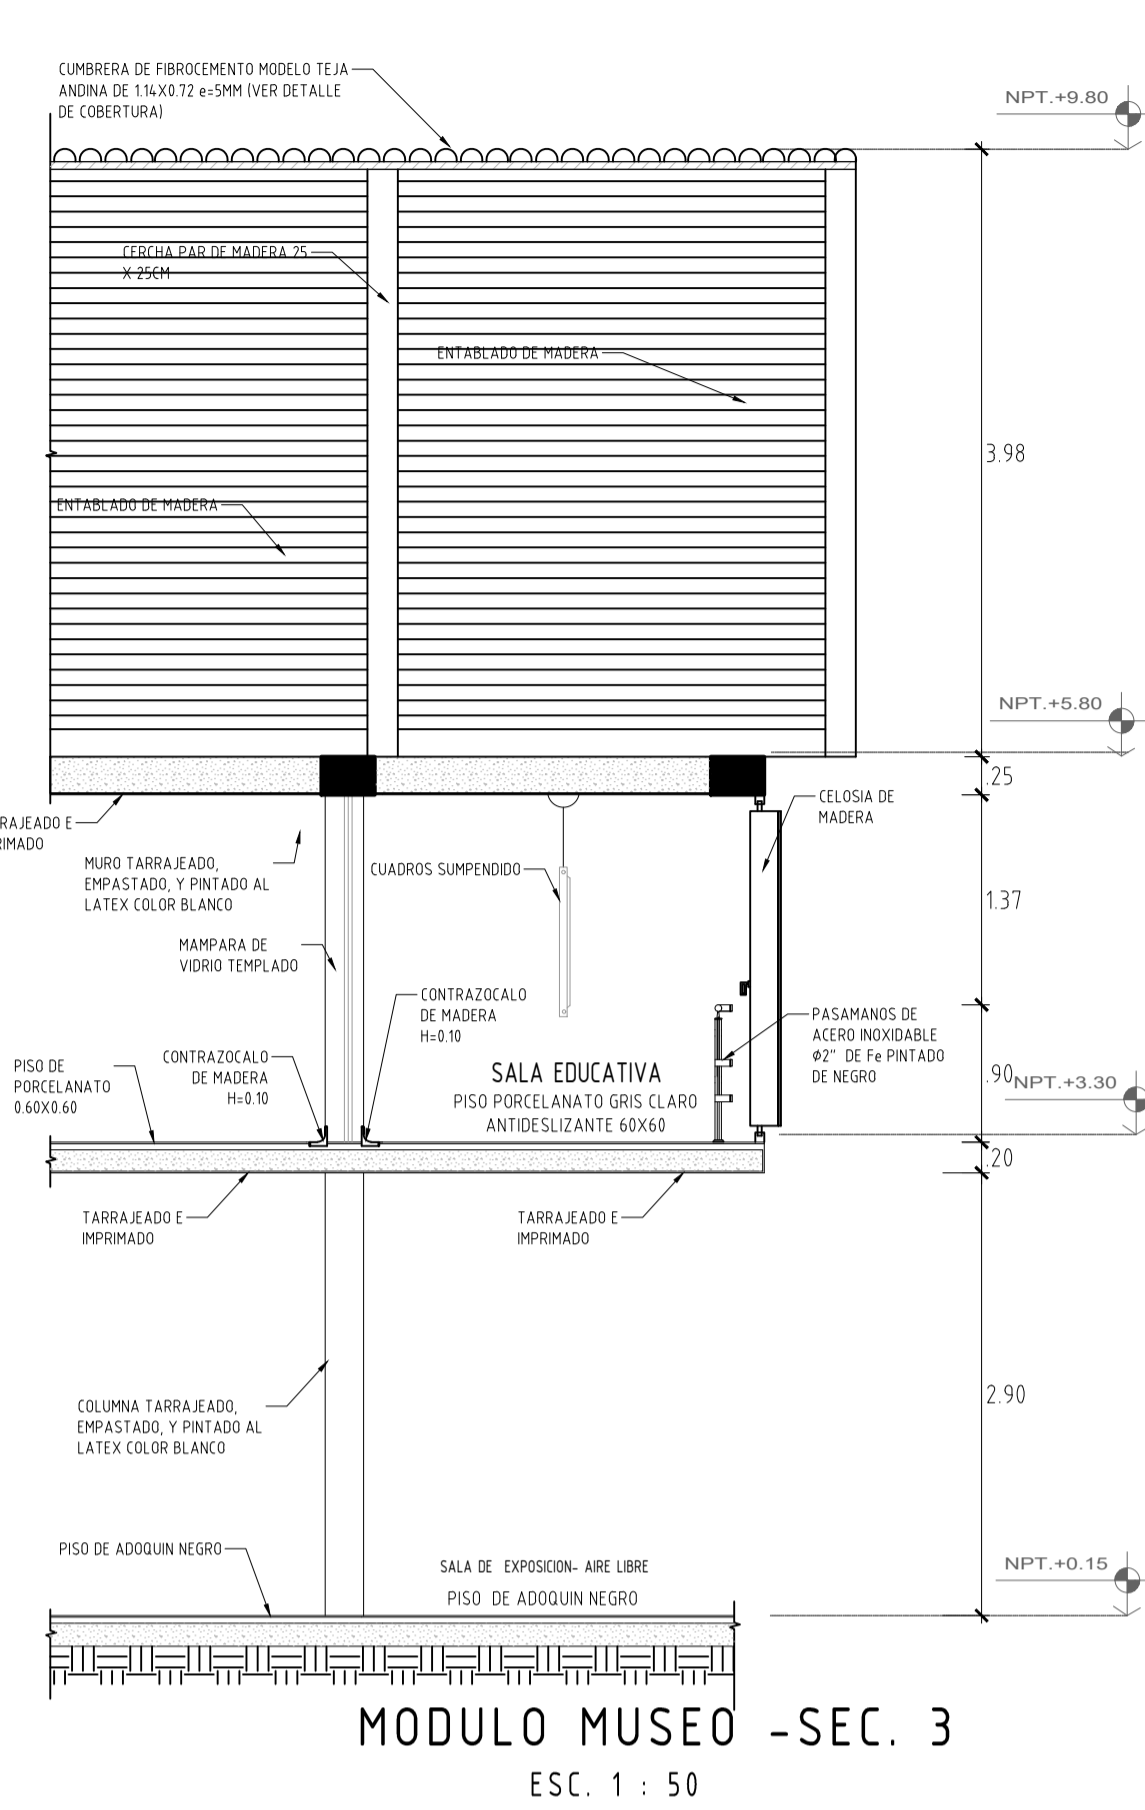 CUMBRERA DE FIBROCEMENTO MODELO TEJA
ANDINA DE 1.14X0.72 e=5MM (VER DETALLE
DE COBERTURA)
NPT.+9.80
CERCHA PAR DE MADERA 25
X 25CM
ENTABLADO DE MADERA
3.98
ENTABLADO DE MADERA
NPT.+5.80
.25
CELOSIA DE
MADERA
MURO TARRAJEADO,
EMPASTADO, Y PINTADO AL
LATEX COLOR BLANCO
CUADROS SUMPENDIDO
1.37
MAMPARA DE
VIDRIO TEMPLADO
CONTRAZOCALO
DE MADERA
H=0.10
PASAMANOS DE
ACERO INOXIDABLE
Ø2" DE Fe PINTADO
DE NEGRO
PISO DE
PORCELANATO
0.60X0.60
CONTRAZOCALO
DE MADERA
H=0.10
SALA EDUCATIVA
PISO PORCELANATO GRIS CLARO
ANTIDESLIZANTE 60X60
.90
NPT.+3.30
.20
TARRAJEADO E
IMPRIMADO
TARRAJEADO E
IMPRIMADO
COLUMNA TARRAJEADO,
EMPASTADO, Y PINTADO AL
LATEX COLOR BLANCO
2.90
PISO DE ADOQUIN NEGRO
SALA DE EXPOSICION- AIRE LIBRE
PISO DE ADOQUIN NEGRO
NPT.+0.15
MODULO MUSEO -SEC. 3
ESC. 1 : 50